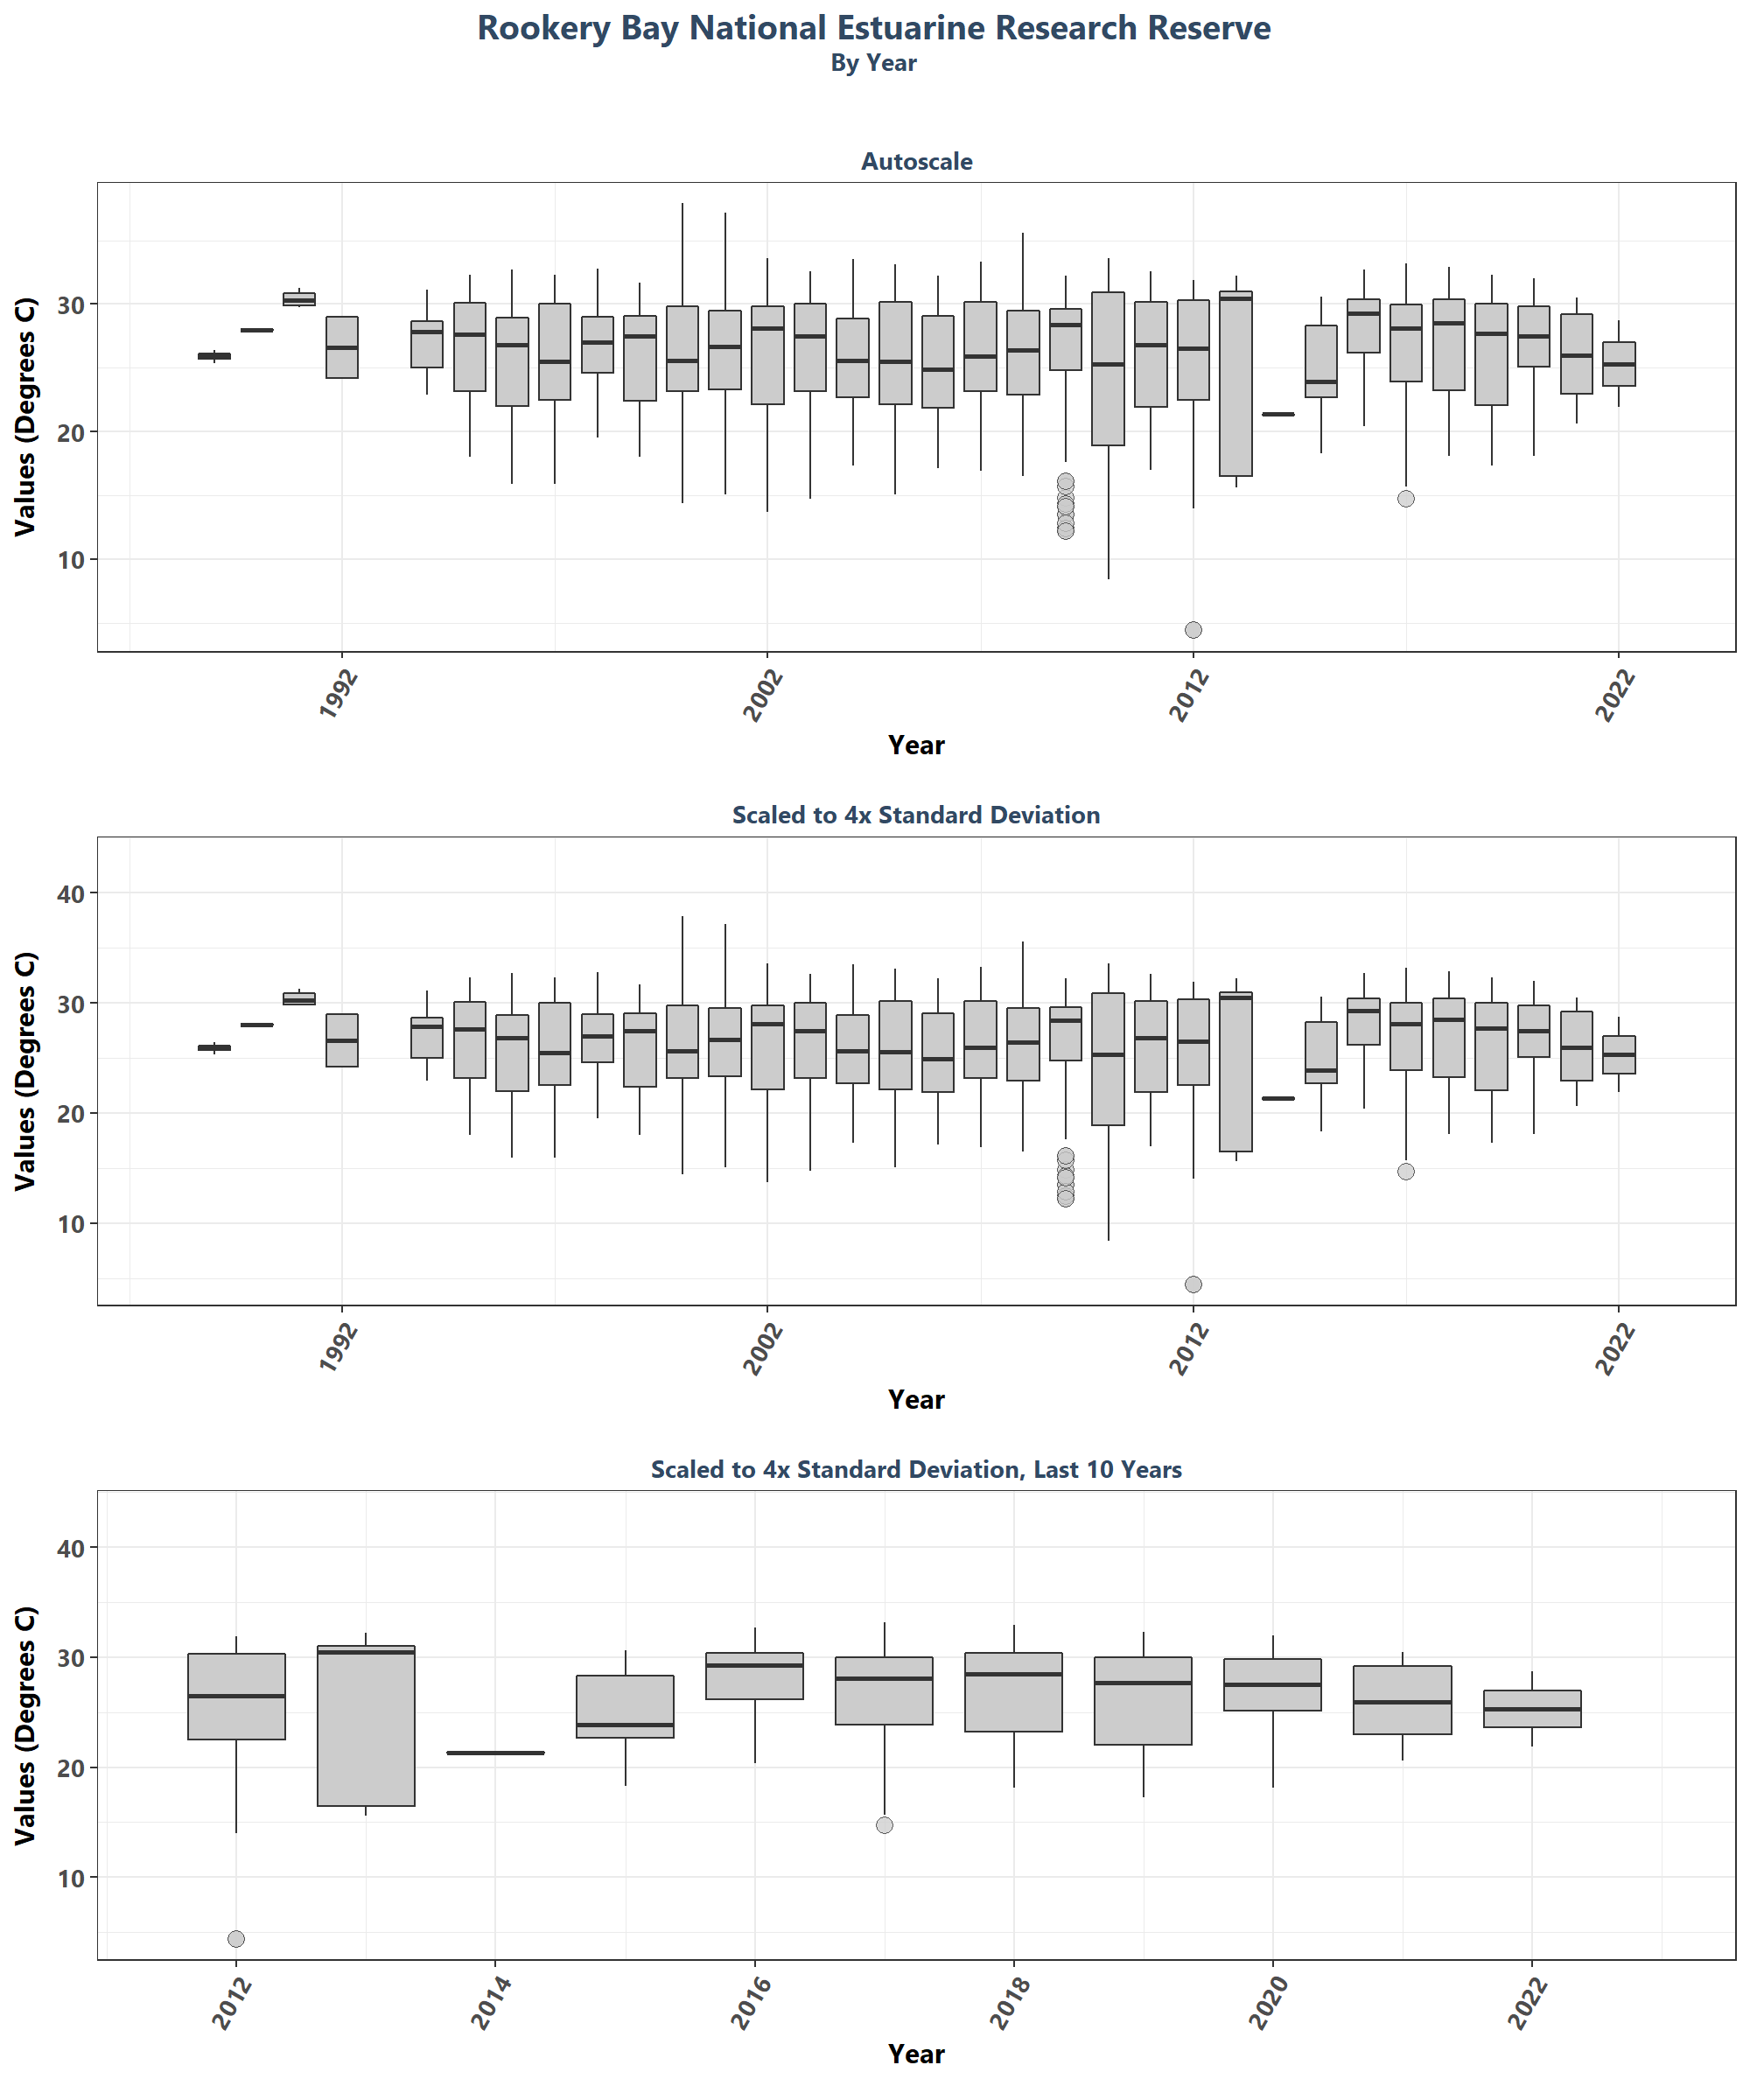 Rookery Bay National Estuarine Research Reserve
By Year
Autoscale
Values (Degrees C)
30
20
10
1992
2002
2012
2022
Year
Scaled to 4x Standard Deviation
Values (Degrees C)
40
30
20
10
1992
2002
2012
2022
Year
Scaled to 4x Standard Deviation, Last 10 Years
Values (Degrees C)
40
30
20
10
2012
2014
2016
2018
2020
2022
Year